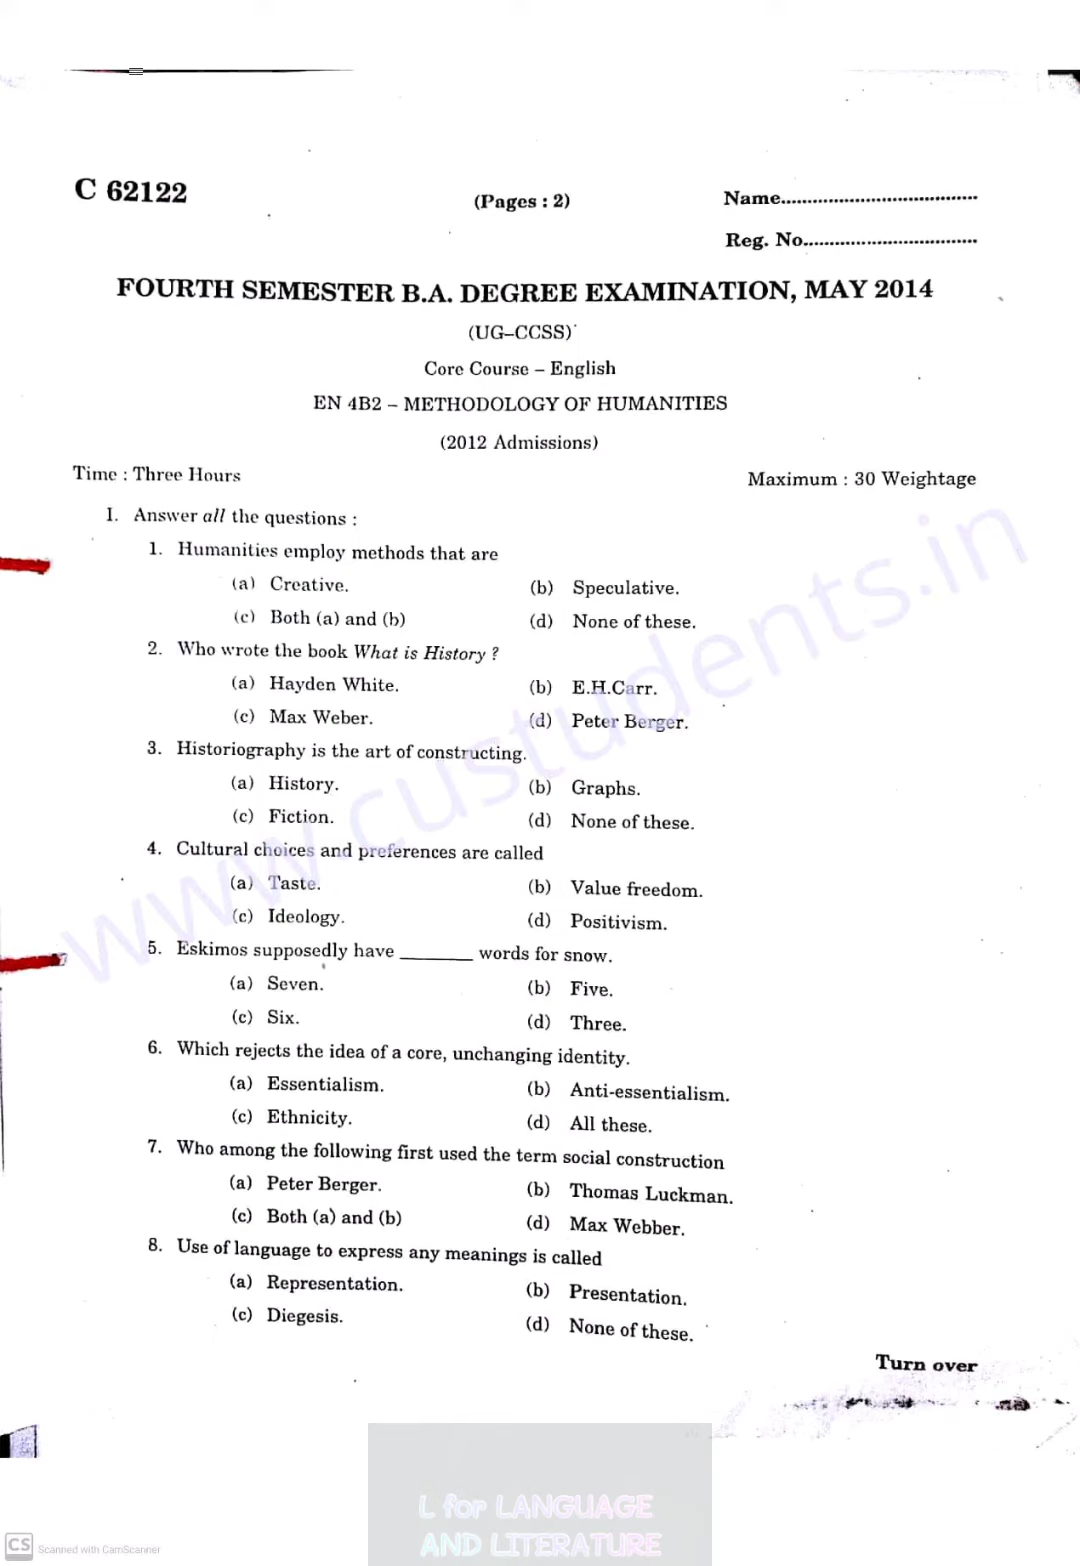 C 62122
(Pages : 2)
Name.....................................
Reg. No.................................
FOURTH SEMESTER B.A. DEGREE EXAMINATION, MAY 2014
(UG–CCSS)
Core Course – English
EN 4B2 – METHODOLOGY OF HUMANITIES
(2012 Admissions)
Time : Three Hours
Maximum : 30 Weightage
I. Answer all the questions :
1. Humanities employ methods that are
(a) Creative. (b) Speculative.
(c) Both (a) and (b) (d) None of these.
2. Who wrote the book What is History ?
(a) Hayden White. (b) E.H.Carr.
(c) Max Weber. (d) Peter Berger.
3. Historiography is the art of constructing.
(a) History. (b) Graphs.
(c) Fiction. (d) None of these.
4. Cultural choices and preferences are called
(a) Taste. (b) Value freedom.
(c) Ideology. (d) Positivism.
5. Eskimos supposedly have _______ words for snow.
(a) Seven. (b) Five.
(c) Six. (d) Three.
6. Which rejects the idea of a core, unchanging identity.
(a) Essentialism. (b) Anti-essentialism.
(c) Ethnicity. (d) All these.
7. Who among the following first used the term social construction
(a) Peter Berger. (b) Thomas Luckman.
(c) Both (a) and (b) (d) Max Webber.
8. Use of language to express any meanings is called
(a) Representation. (b) Presentation.
(c) Diegesis. (d) None of these.
Turn over
www.custudents.in
L for LANGUAGE
AND LITERATURE
CS Scanned with CamScanner